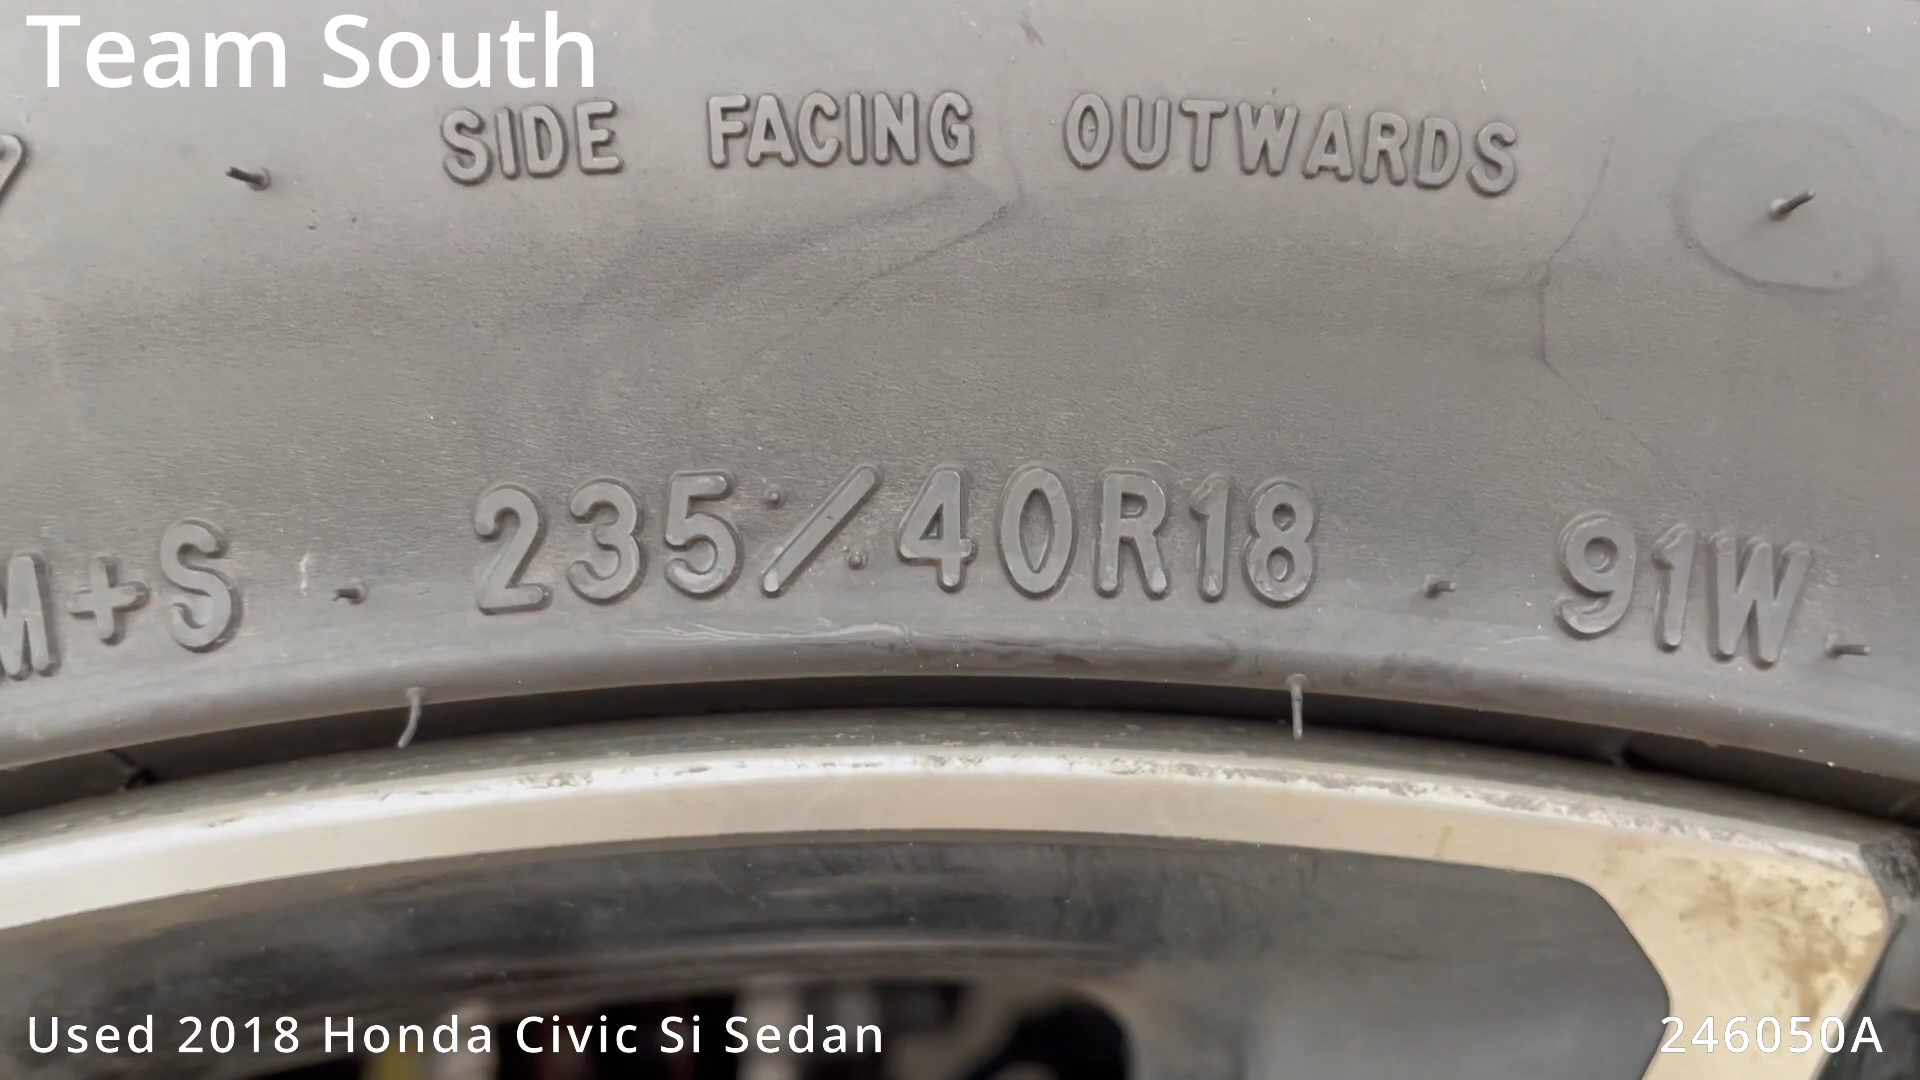 Team South
SIDE FACING OUTWARDS
M+S 235/40R18 91W
Used 2018 Honda Civic Si Sedan
246050A